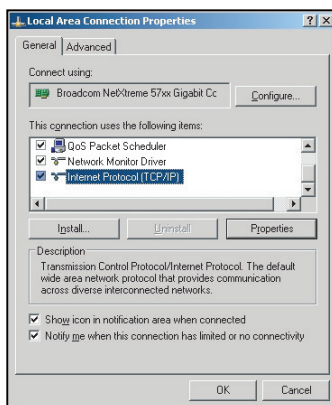 Local Area Connection Properties
General Advanced
Connect using:
Broadcom NetXtreme 57xx Gigabit Cc
Configure...
This connection uses the following items:
QoS Packet Scheduler
Network Monitor Driver
Internet Protocol (TCP/IP)
Install... Uninstall Properties
Description
Transmission Control Protocol/Internet Protocol. The default
wide area network protocol that provides communication
across diverse interconnected networks.
Show icon in notification area when connected
Notify me when this connection has limited or no connectivity
OK Cancel